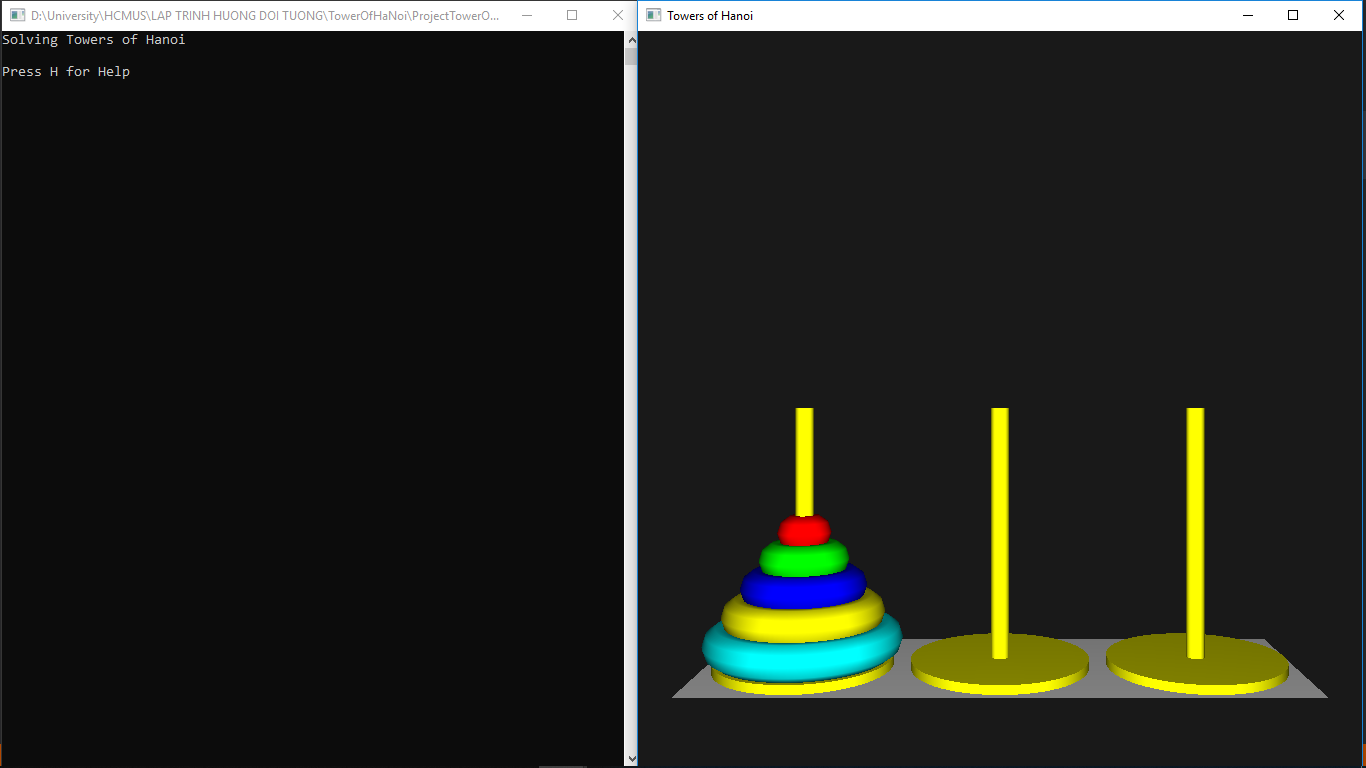 D:\University\HCMUS\LAP TRINH HUONG DOI TUONG\TowerOfHaNoi\ProjectTowerO...
Solving Towers of Hanoi
Press H for Help
Towers of Hanoi